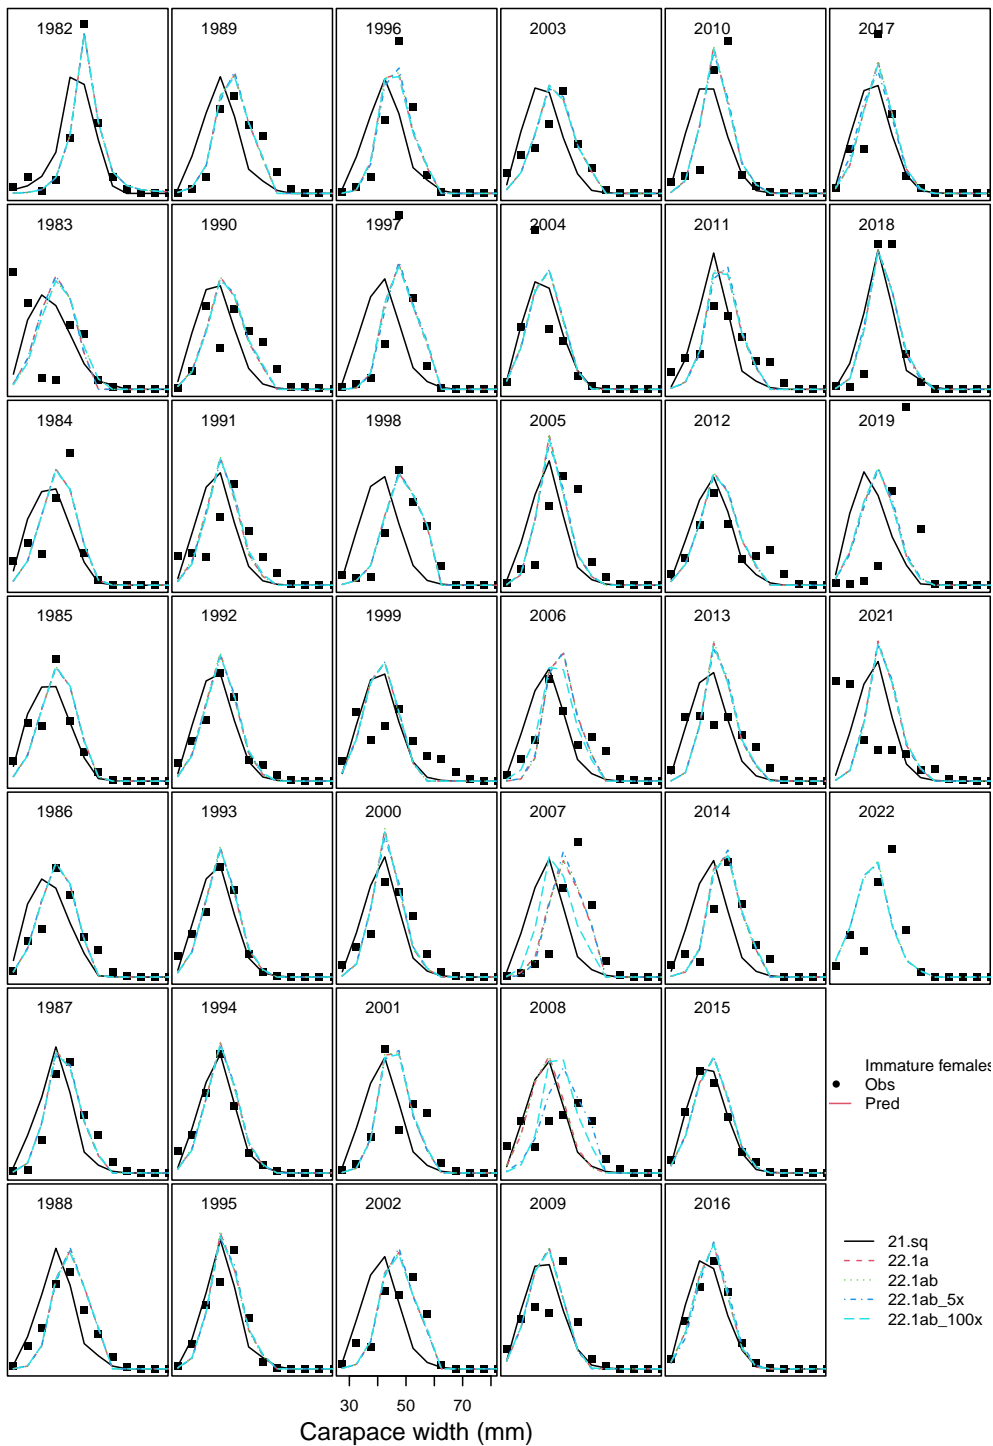 1982 1989 1996 2003 2010 2017
1983 1990 1997 2004 2011 2018
1984 1991 1998 2005 2012 2019
1985 1992 1999 2006 2013 2021
1986 1993 2000 2007 2014 2022
1987 1994 2001 2008 2015
Immature females
Obs
Pred
1988 1995 2002 2009 2016
21.sq
22.1a
22.1ab
22.1ab_5x
22.1ab_100x
30 50 70
Carapace width (mm)